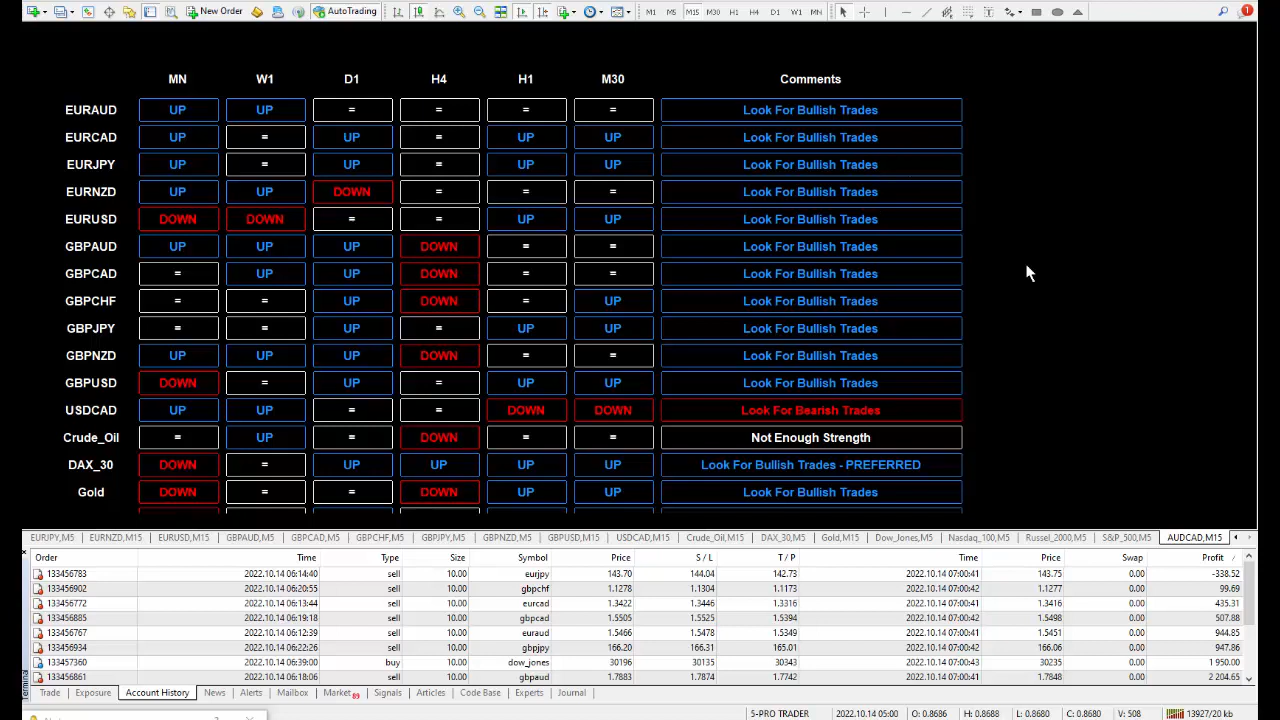 New Order AutoTrading M1 M5 M15 M30 H1 H4 D1 W1 MN 1
MN W1 D1 H4 H1 M30 Comments
EURAUD UP UP = = = = Look For Bullish Trades
EURCAD UP = UP = UP UP Look For Bullish Trades
EURJPY UP = UP = UP UP Look For Bullish Trades
EURNZD UP UP DOWN = = = Look For Bullish Trades
EURUSD DOWN DOWN = = UP UP Look For Bullish Trades
GBPAUD UP UP UP DOWN = = Look For Bullish Trades
GBPCAD = UP UP DOWN = = Look For Bullish Trades
GBPCHF = = UP DOWN = UP Look For Bullish Trades
GBPJPY = = UP = UP UP Look For Bullish Trades
GBPNZD UP UP UP DOWN = = Look For Bullish Trades
GBPUSD DOWN = UP = UP UP Look For Bullish Trades
USDCAD UP UP = = DOWN DOWN Look For Bearish Trades
Crude_Oil = UP = DOWN = = Not Enough Strength
DAX_30 DOWN = UP UP UP UP Look For Bullish Trades - PREFERRED
Gold DOWN = = DOWN UP UP Look For Bullish Trades
EURJPY,M5 EURNZD,M15 EURUSD,M15 GBPAUD,M5 GBPCAD,M5 GBPCHF,M5 GBPJPY,M5 GBPNZD,M5 GBPUSD,M15 USDCAD,M15 Crude_Oil,M15 DAX_30,M5 Gold,M15 Dow_Jones,M5 Nasdaq_100,M5 Russel_2000,M5 S&P_500,M5 AUDCAD,M15
Order Time Type Size Symbol Price S / L T / P Time Price Swap Profit /
133456783 2022.10.14 06:14:40 sell 10.00 eurjpy 143.70 144.04 142.73 2022.10.14 07:00:41 143.75 0.00 -338.52
133456902 2022.10.14 06:20:55 sell 10.00 gbpchf 1.1278 1.1304 1.1173 2022.10.14 07:00:42 1.1277 0.00 99.69
133456772 2022.10.14 06:13:44 sell 10.00 eurcad 1.3422 1.3446 1.3316 2022.10.14 07:00:41 1.3416 0.00 435.31
133456885 2022.10.14 06:19:18 sell 10.00 gbpcad 1.5505 1.5525 1.5394 2022.10.14 07:00:42 1.5498 0.00 507.88
133456767 2022.10.14 06:12:39 sell 10.00 euraud 1.5466 1.5478 1.5349 2022.10.14 07:00:41 1.5451 0.00 944.85
133456934 2022.10.14 06:22:26 sell 10.00 gbpjpy 166.20 166.31 165.01 2022.10.14 07:00:42 166.06 0.00 947.86
133457360 2022.10.14 06:39:00 buy 10.00 dow_jones 30196 30135 30343 2022.10.14 07:00:43 30235 0.00 1 950.00
133456861 2022.10.14 06:18:06 sell 10.00 gbpaud 1.7883 1.7874 1.7742 2022.10.14 07:00:41 1.7848 0.00 2 204.65
Terminal
Trade Exposure Account History News Alerts Mailbox Market 89 Signals Articles Code Base Experts Journal
5-PRO TRADER 2022.10.14 05:00 O: 0.8686 H: 0.8688 L: 0.8680 C: 0.8680 V: 508 13927/20 kb